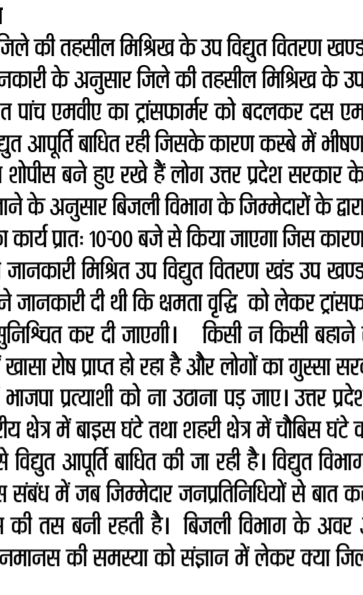 जिले की तहसील मिश्रिख के उप विद्युत वितरण खण्ड
नकारी के अनुसार जिले की तहसील मिश्रिख के उप
त पांच एमवीए का ट्रांसफार्मर को बदलकर दस एम
द्युत आपूर्ति बाधित रही जिसके कारण कस्बे में भीषण
शोपीस बने हुए रखे हैं लोग उत्तर प्रदेश सरकार के
माने के अनुसार बिजली विभाग के जिम्मेदारों के द्वारा
का कार्य प्रातः 10-00 बजे से किया जाएगा जिस कारण
जानकारी मिश्रित उप विद्युत वितरण खंड उप खण्ड
ने जानकारी दी थी कि क्षमता वृद्धि को लेकर ट्रांसफ
सुनिश्चित कर दी जाएगी। किसी न किसी बहाने
खासा रोष प्राप्त हो रहा है और लोगों का गुस्सा सर
भाजपा प्रत्याशी को ना उठाना पड़ जाए। उत्तर प्रदेश
रीय क्षेत्र में बाइस घंटे तथा शहरी क्षेत्र में चौबिस घंटे
से विद्युत आपूर्ति बाधित की जा रही है। विद्युत विभाग
स संबंध में जब जिम्मेदार जनप्रतिनिधियों से बात क
की तस बनी रहती है। बिजली विभाग के अवर
नमानस की समस्या को संज्ञान में लेकर क्या जिल